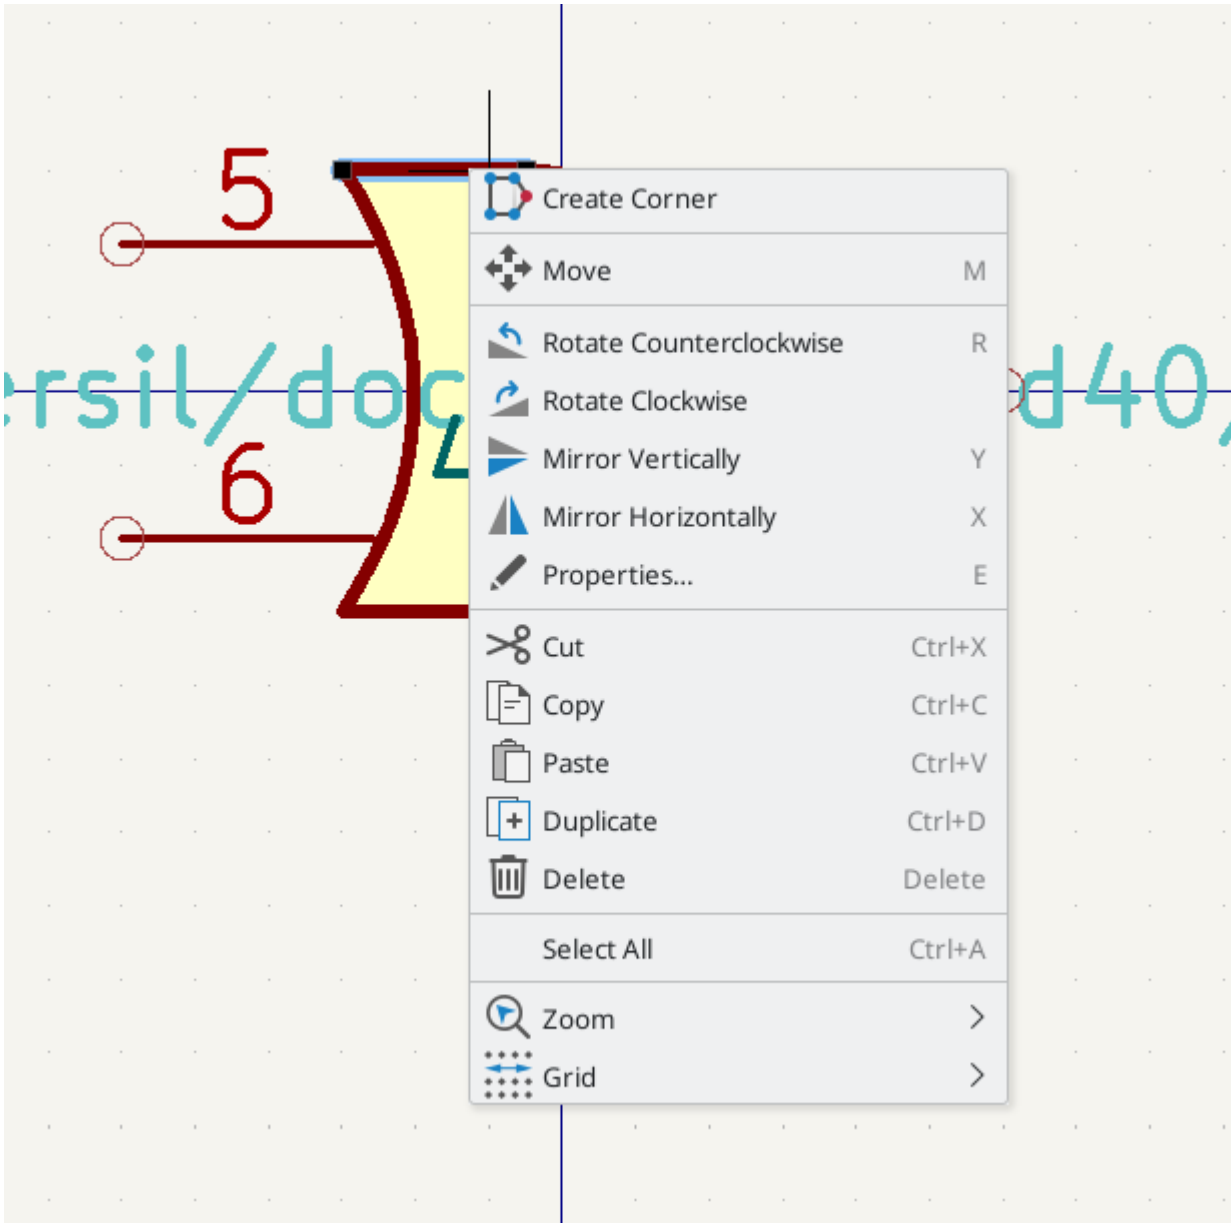 5
Create Corner
Move M
Rotate Counterclockwise R
ersil/doc
d40/
Rotate Clockwise
6
Mirror Vertically Y
Mirror Horizontally X
Properties... E
Cut Ctrl+X
Copy Ctrl+C
Paste Ctrl+V
Duplicate Ctrl+D
Delete Delete
Select All Ctrl+A
Zoom
Grid